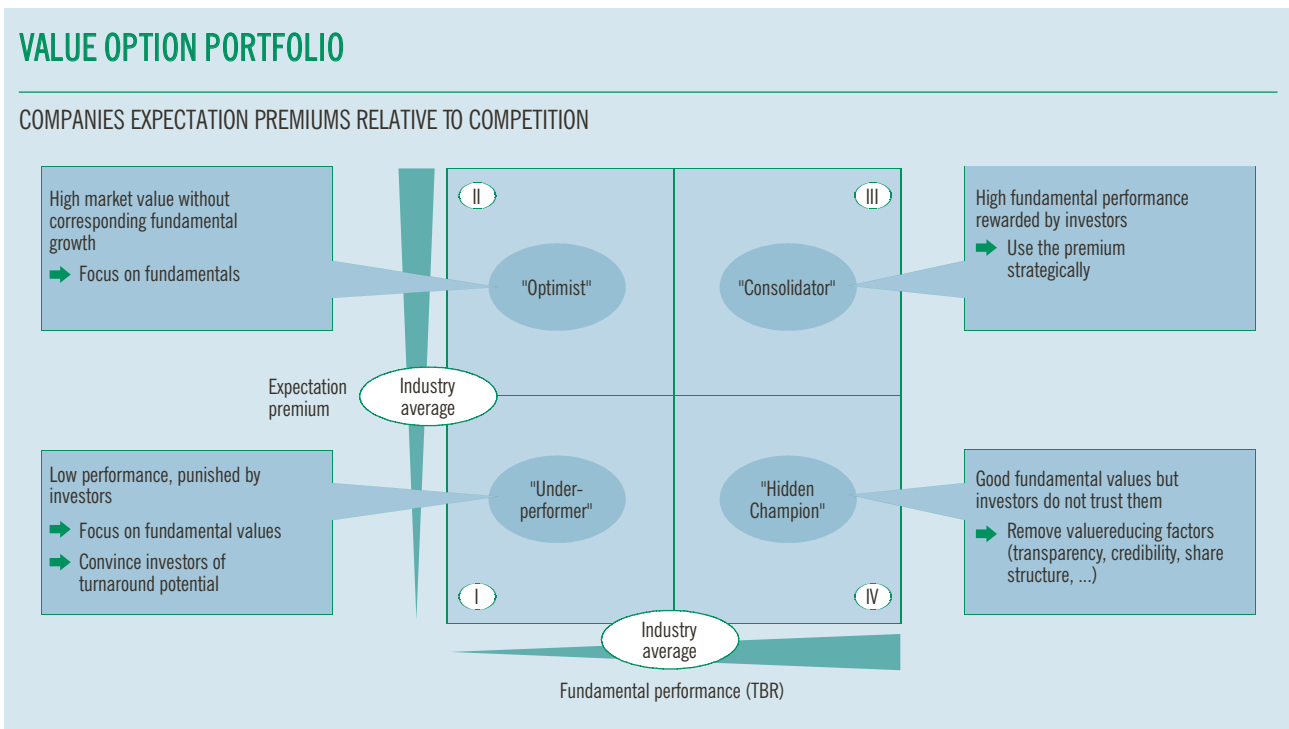 VALUE OPTION PORTFOLIO
COMPANIES EXPECTATION PREMIUMS RELATIVE TO COMPETITION
High market value without
corresponding fundamental
growth
Focus on fundamentals
II
"Optimist"
III
"Consolidator"
High fundamental performance
rewarded by investors
Use the premium
strategically
Expectation
premium
Industry
average
Low performance, punished by
investors
Focus on fundamental values
Convince investors of
turnaround potential
"Under-
performer"
I
"Hidden
Champion"
IV
Good fundamental values but
investors do not trust them
Remove valuereducing factors
(transparency, credibility, share
structure, ...)
Industry
average
Fundamental performance (TBR)